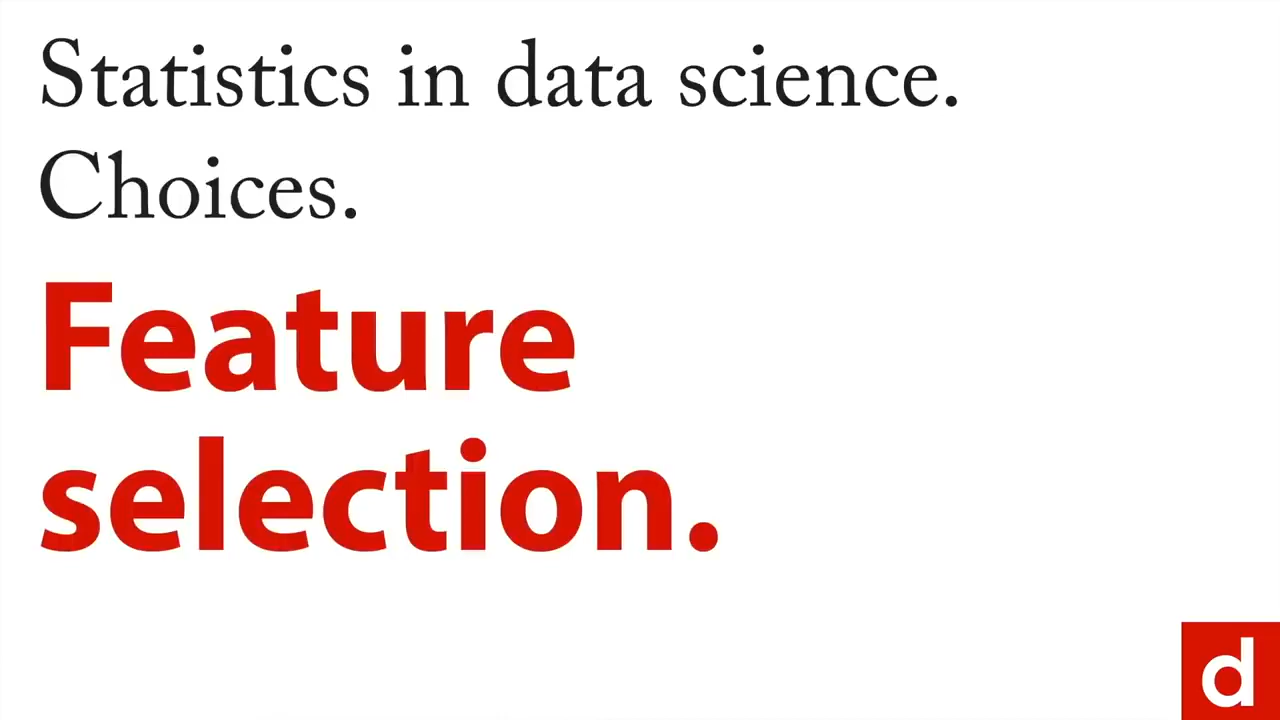 Statistics in data science.
Choices.
Feature
selection.
d